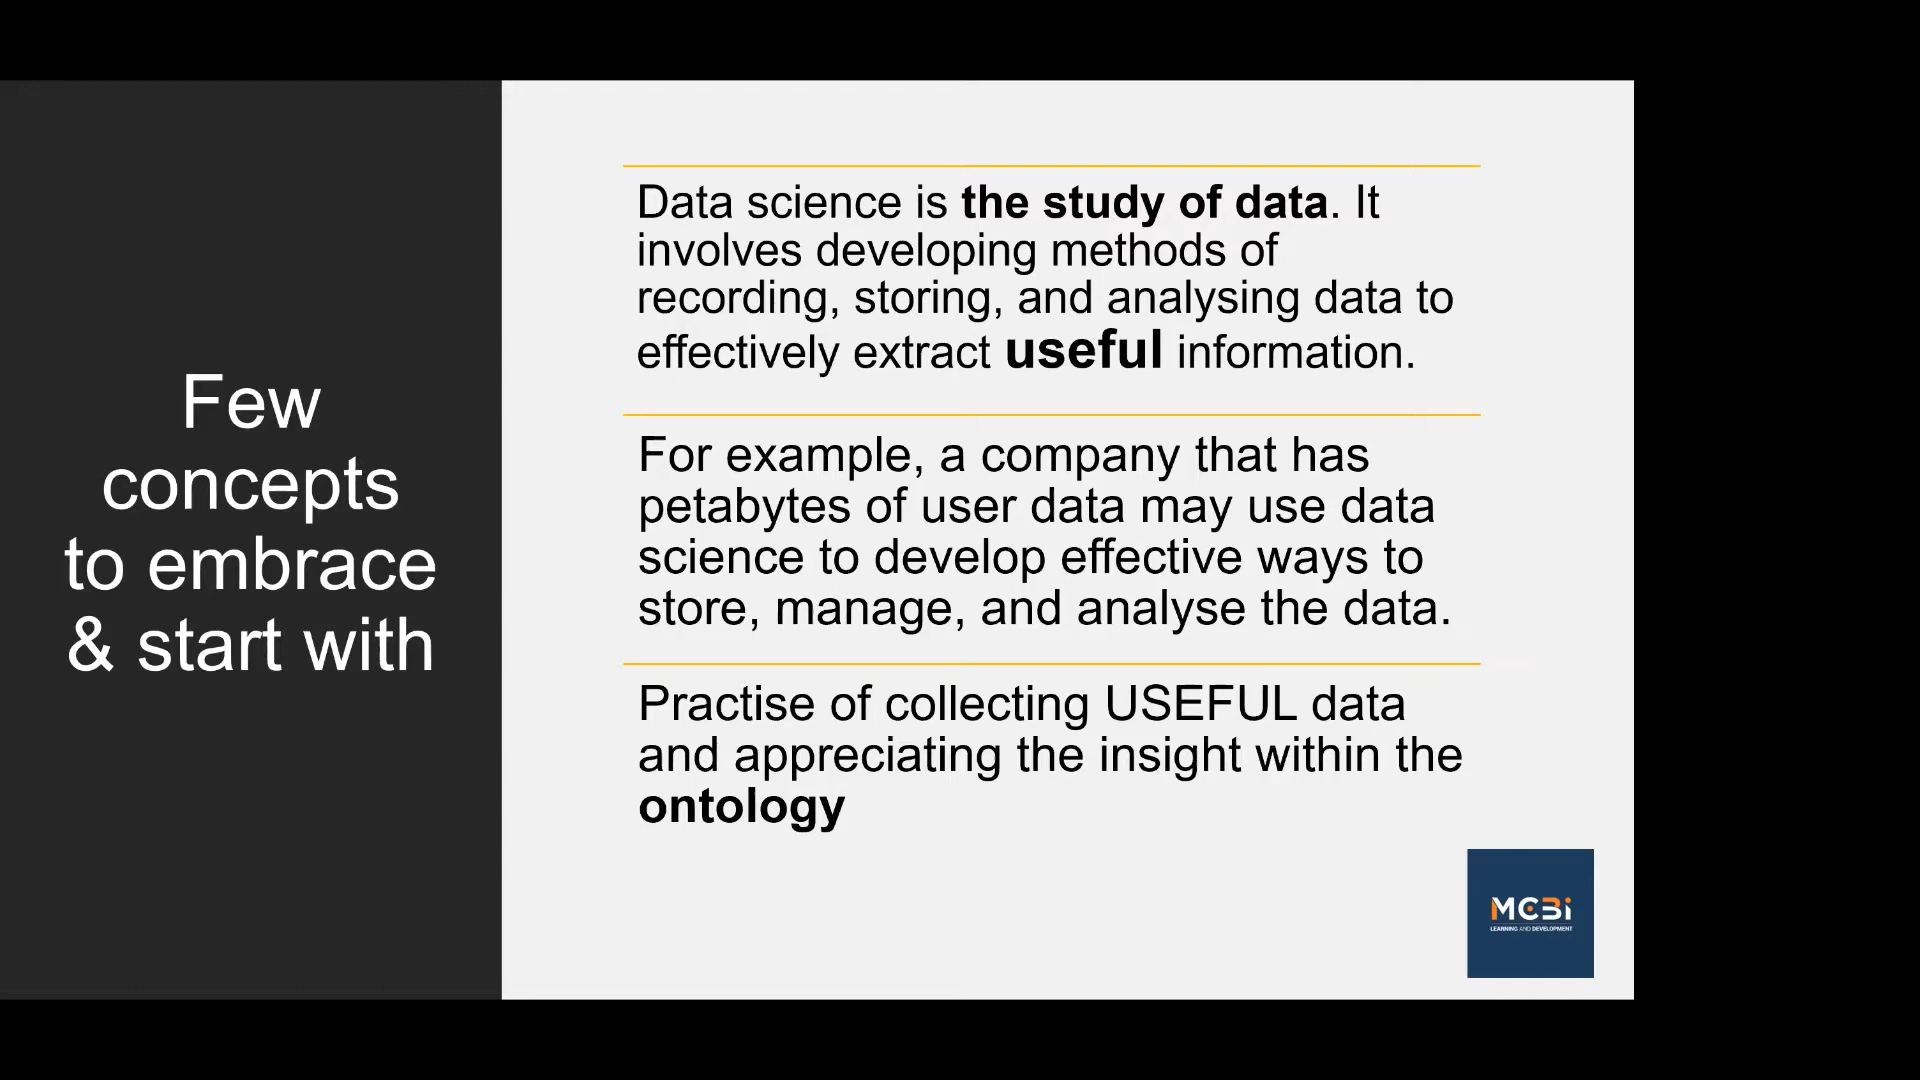 Few
concepts
to embrace
& start with
Data science is the study of data. It
involves developing methods of
recording, storing, and analysing data to
effectively extract useful information.
For example, a company that has
petabytes of user data may use data
science to develop effective ways to
store, manage, and analyse the data.
Practise of collecting USEFUL data
and appreciating the insight within the
ontology
MCBi
LEARNING AND DEVELOPMENT